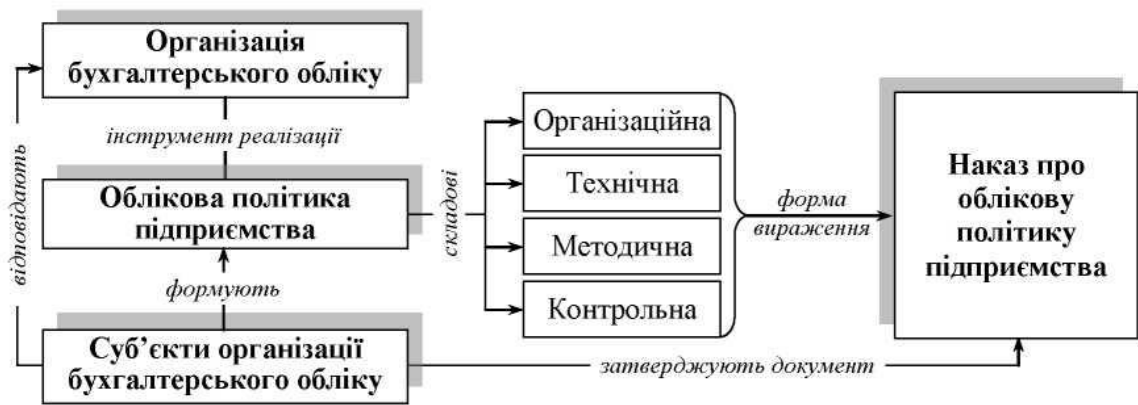 Організація
бухгалтерського обліку
інструмент реалізації
Облікова політика
підприємства
формують
Суб’єкти організації
бухгалтерського обліку
відповідають
складові
Організаційна
Технічна
Методична
Контрольна
форма
вираження
Наказ про
облікову
політику
підприємства
затверджують документ